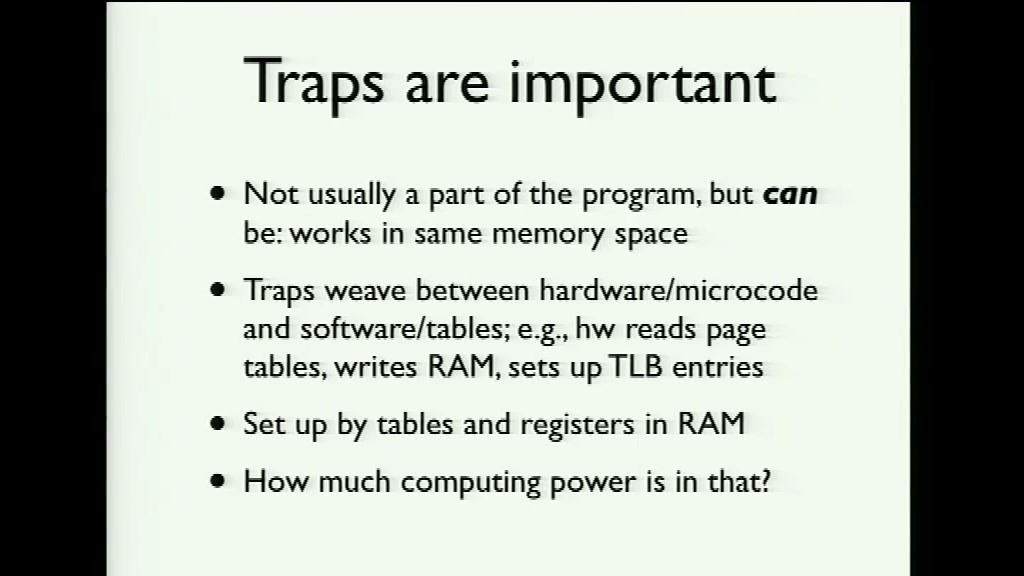 Traps are important
• Not usually a part of the program, but can
be: works in same memory space
• Traps weave between hardware/microcode
and software/tables; e.g., hw reads page
tables, writes RAM, sets up TLB entries
• Set up by tables and registers in RAM
• How much computing power is in that?